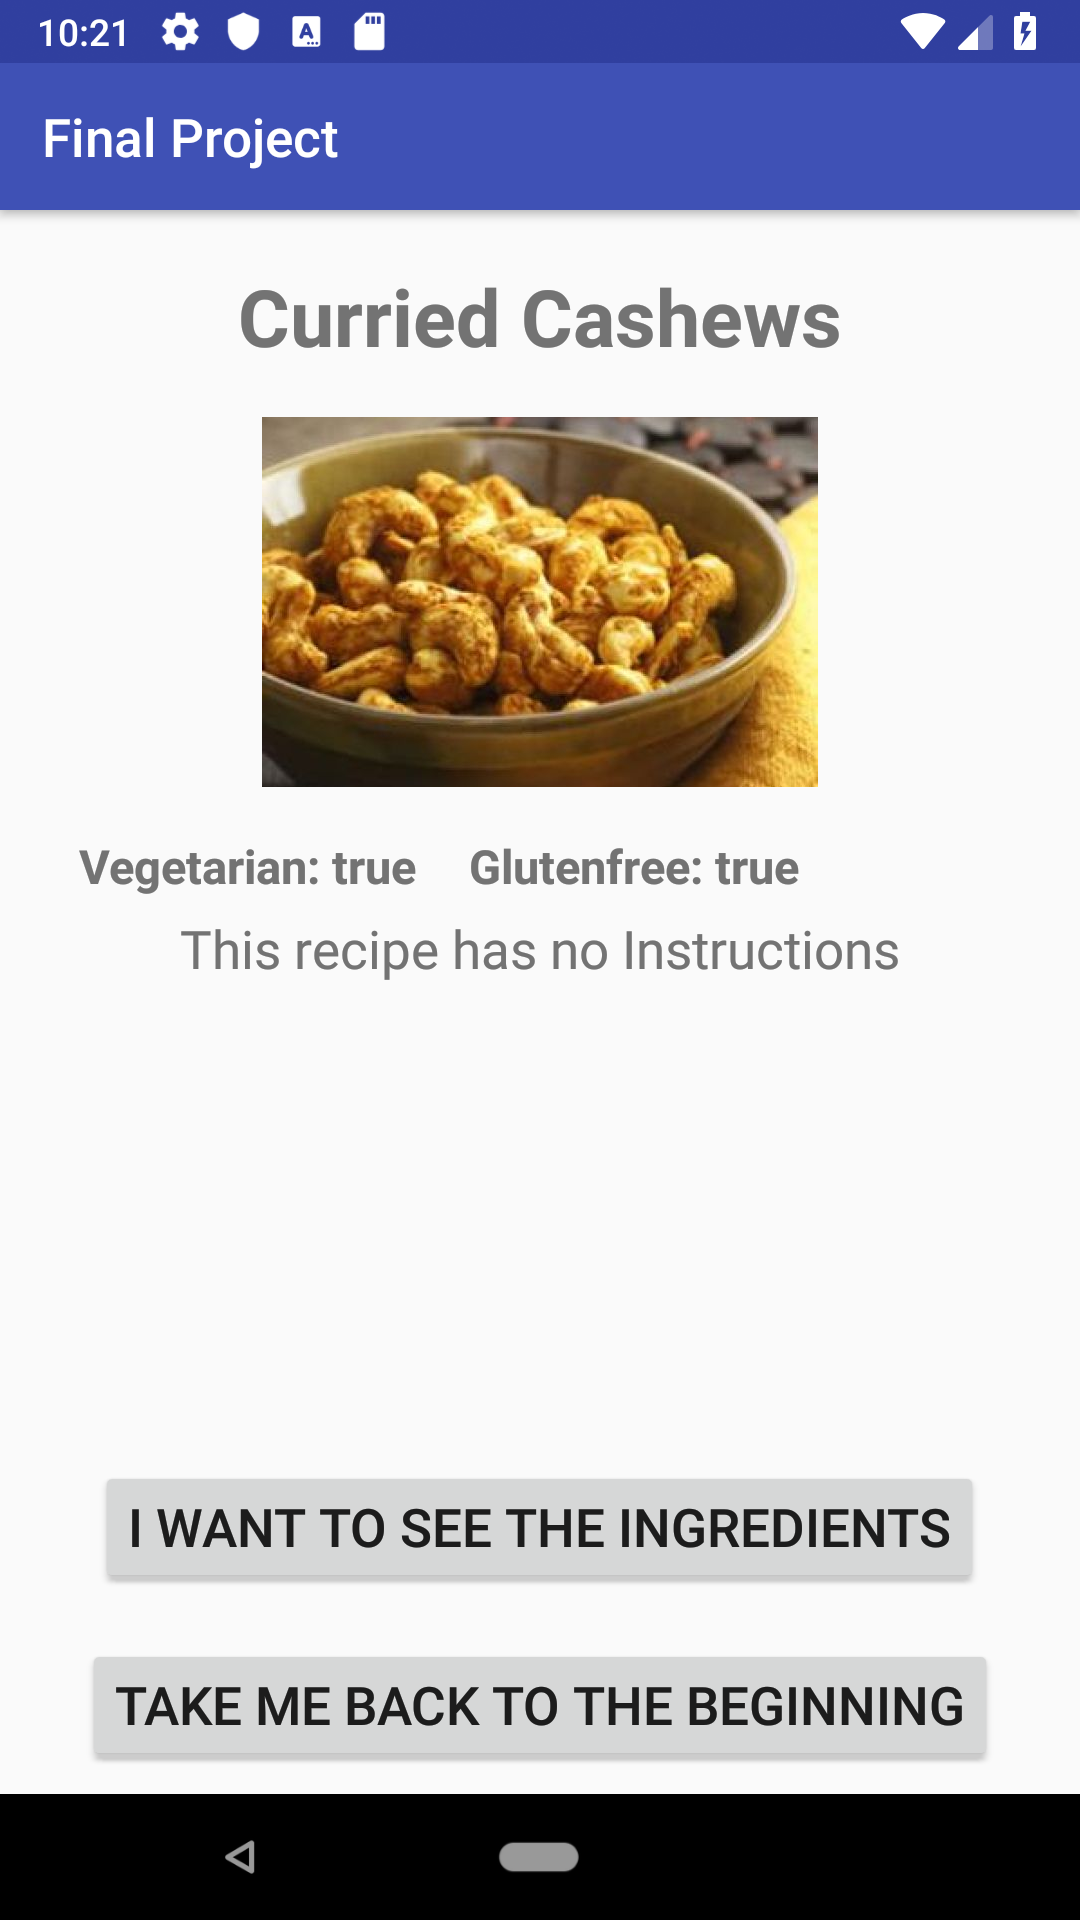 10:21
Final Project
Curried Cashews
Vegetarian: true Glutenfree: true
This recipe has no Instructions
I WANT TO SEE THE INGREDIENTS
TAKE ME BACK TO THE BEGINNING